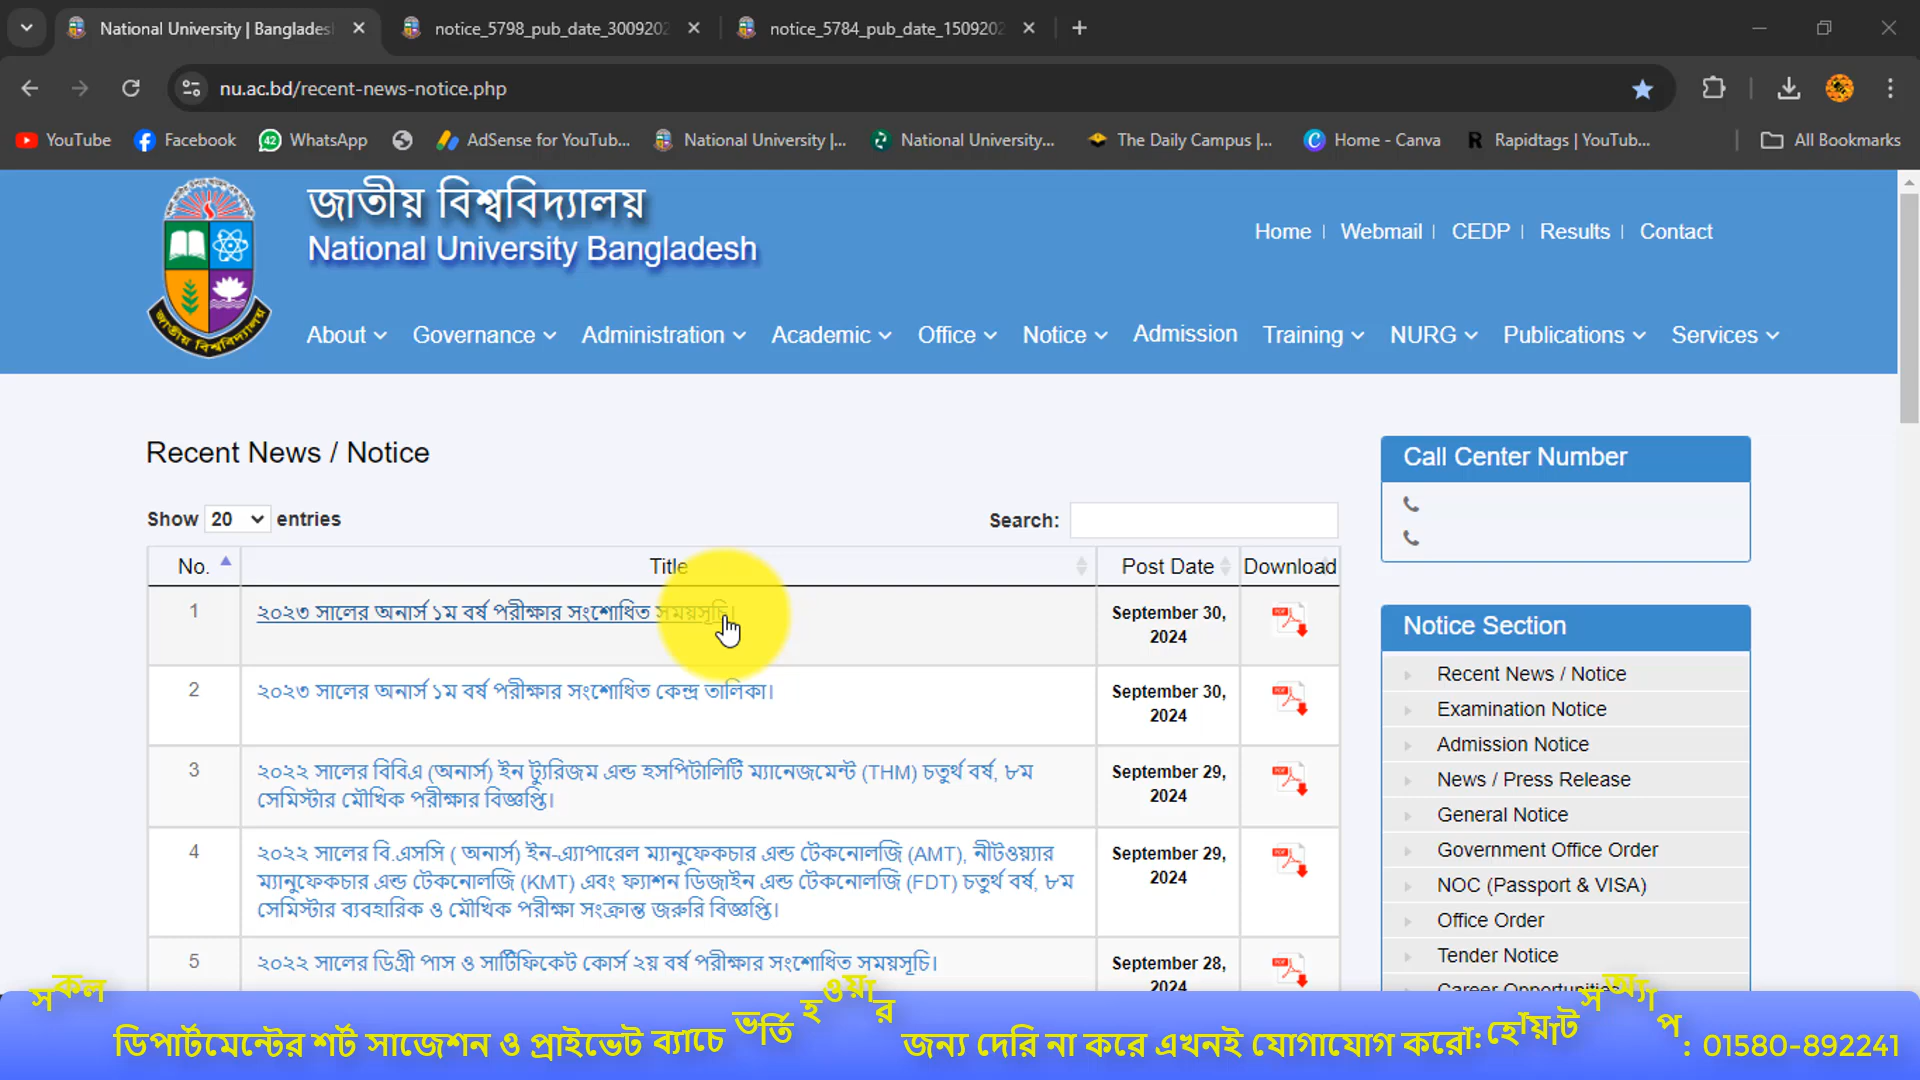 National University | Banglades
notice_5798_pub_date_3009202
notice_5784_pub_date_1509202
nu.ac.bd/recent-news-notice.php
YouTube
Facebook
42
WhatsApp
AdSense for YouTub...
National University |...
National University...
The Daily Campus |...
Home - Canva
Rapidtags | YouTub...
All Bookmarks
জাতীয় বিশ্ববিদ্যালয়
National University Bangladesh
জাতীয় বিশ্ববিদ্যালয়
Home | Webmail | CEDP | Results | Contact
About Governance Administration Academic Office Notice Admission Training NURG Publications Services
Recent News / Notice
Show 20 entries
Search:
No. Title Post Date Download
1 ২০২৩ সালের অনার্স ১ম বর্ষ পরীক্ষার সংশোধিত সময়সূচি। September 30,
2024
2 ২০২৩ সালের অনার্স ১ম বর্ষ পরীক্ষার সংশোধিত কেন্দ্র তালিকা। September 30,
2024
3 ২০২২ সালের বিবিএ (অনার্স) ইন ট্যুরিজম এন্ড হসপিটালিটি ম্যানেজমেন্ট (THM) চতুর্থ বর্ষ, ৮ম September 29,
সেমিস্টার মৌখিক পরীক্ষার বিজ্ঞপ্তি। 2024
4 ২০২২ সালের বি.এসসি ( অনার্স) ইন-এ্যাপারেল ম্যানুফেকচার এন্ড টেকনোলজি (AMT), নীটওয়্যার September 29,
ম্যানুফেকচার এন্ড টেকনোলজি (KMT) এবং ফ্যাশন ডিজাইন এন্ড টেকনোলজি (FDT) চতুর্থ বর্ষ, ৮ম 2024
সেমিস্টার ব্যবহারিক ও মৌখিক পরীক্ষা সংক্রান্ত জরুরি বিজ্ঞপ্তি।
5 ২০২২ সালের ডিগ্রী পাস ও সার্টিফিকেট কোর্স ২য় বর্ষ পরীক্ষার সংশোধিত সময়সূচি। September 28,
2024
Call Center Number
Notice Section
Recent News / Notice
Examination Notice
Admission Notice
News / Press Release
General Notice
Government Office Order
NOC (Passport & VISA)
Office Order
Tender Notice
Career Opportunities
সকল ডিপার্টমেন্টের শর্ট সাজেশন ও প্রাইভেট ব্যাচে ভর্তি হওয়ার জন্য দেরি না করে এখনই যোগাযোগ করো: হোয়াটসঅ্যাপ : 01580-892241